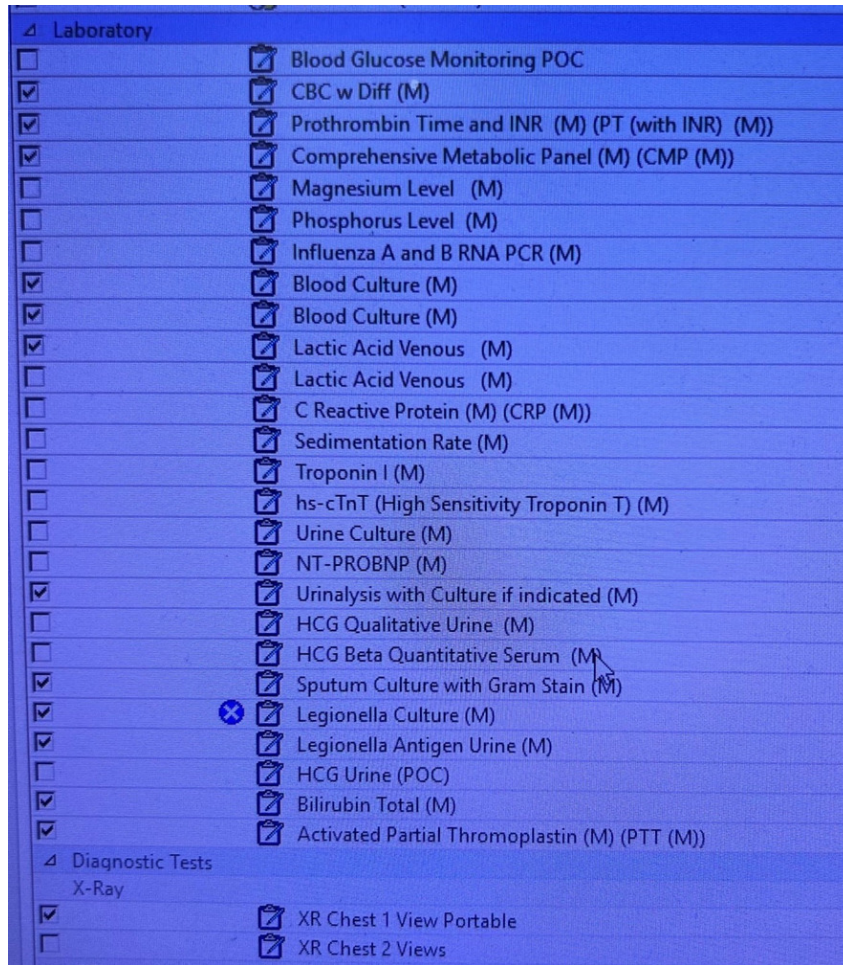 Laboratory
Blood Glucose Monitoring POC
CBC w Diff (M)
Prothrombin Time and INR (M) (PT (with INR) (M))
Comprehensive Metabolic Panel (M) (CMP (M))
Magnesium Level (M)
Phosphorus Level (M)
Influenza A and B RNA PCR (M)
Blood Culture (M)
Blood Culture (M)
Lactic Acid Venous (M)
Lactic Acid Venous (M)
C Reactive Protein (M) (CRP (M))
Sedimentation Rate (M)
Troponin I (M)
hs-cTnT (High Sensitivity Troponin T) (M)
Urine Culture (M)
NT-PROBNP (M)
Urinalysis with Culture if indicated (M)
HCG Qualitative Urine (M)
HCG Beta Quantitative Serum (M)
Sputum Culture with Gram Stain (M)
Legionella Culture (M)
Legionella Antigen Urine (M)
HCG Urine (POC)
Bilirubin Total (M)
Activated Partial Thromoplastin (M) (PTT (M))
Diagnostic Tests
X-Ray
XR Chest 1 View Portable
XR Chest 2 Views